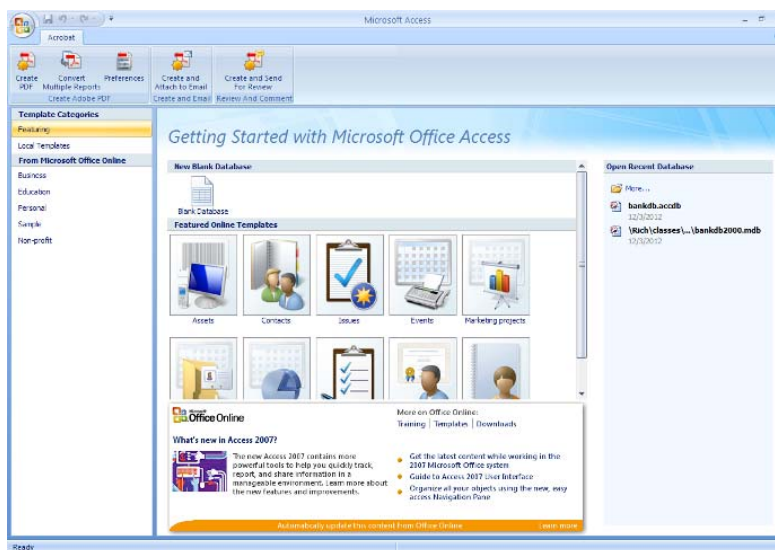 Microsoft Access
Acrobat
Create PDF
Convert Multiple Reports
Preferences
Create and Attach to Email
Create and Send For Review
Create Adobe PDF
Create and Email
Review And Comment
Template Categories
Featuring
Local Templates
From Microsoft Office Online
Business
Education
Personal
Sample
Non-profit
Getting Started with Microsoft Office Access
New Blank Database
Blank Database
Featured Online Templates
Assets
Contacts
Issues
Events
Marketing projects
Microsoft
Office Online
What's new in Access 2007?
The new Access 2007 contains more
powerful tools to help you quickly track,
report, and share information in a
manageable environment. Learn more about
the new features and improvements.
More on Office Online:
Training | Templates | Downloads
Get the latest content while working in the
2007 Microsoft Office system
Guide to Access 2007 User Interface
Organize all your objects using the new, easy
access Navigation Pane
Automatically update this content from Office Online
Learn more
Open Recent Database
More...
bankdb.accdb
12/3/2012
\Rich\classes\...\bankdb2000.mdb
12/3/2012
Ready